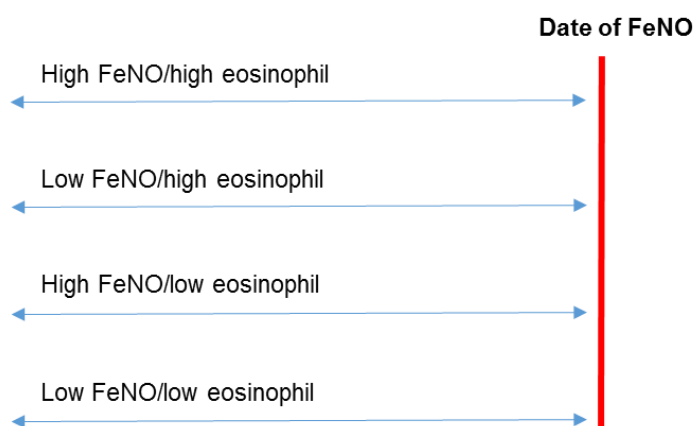 Date of FeNO
High FeNO/high eosinophil
Low FeNO/high eosinophil
High FeNO/low eosinophil
Low FeNO/low eosinophil